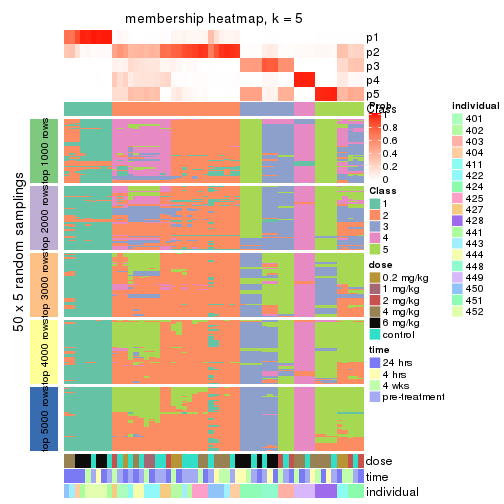 membership heatmap, k = 5
p1
p2
p3
p4
p5
Class
50 x 5 random samplings
top 1000 rows
top 2000 rows
top 3000 rows
top 4000 rows
top 5000 rows
dose
time
individual
Prob
1
0.8
0.6
0.4
0.2
0
Class
1
2
3
4
5
dose
0.2 mg/kg
1 mg/kg
2 mg/kg
4 mg/kg
6 mg/kg
control
time
24 hrs
4 hrs
4 wks
pre-treatment
individual
401
402
403
404
411
422
424
425
427
428
441
443
444
448
449
450
451
452